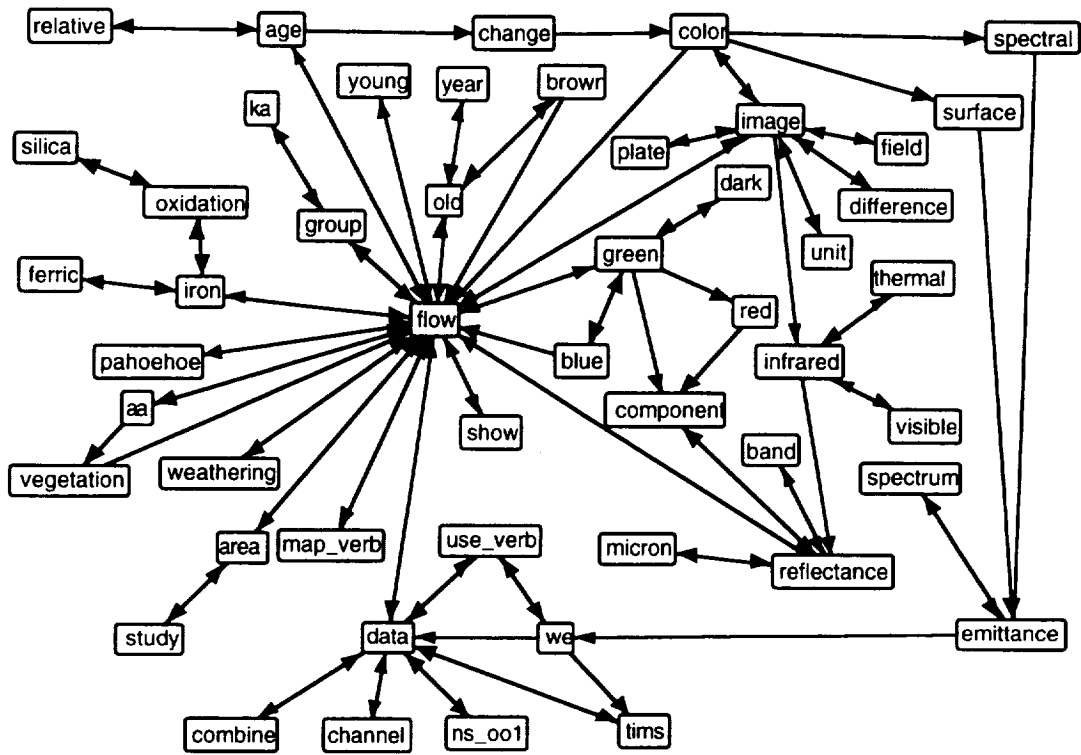 relative
age
change
color
spectral
young
year
brown
ka
image
surface
silica
plate
field
dark
oxidation
old
difference
group
green
unit
ferric
iron
thermal
flow
red
pahoehoe
blue
infrared
aa
component
show
visible
vegetation
weathering
band
spectrum
area
map_verb
use_verb
micron
reflectance
study
data
we
emittance
combine
channel
ns_oo1
tims